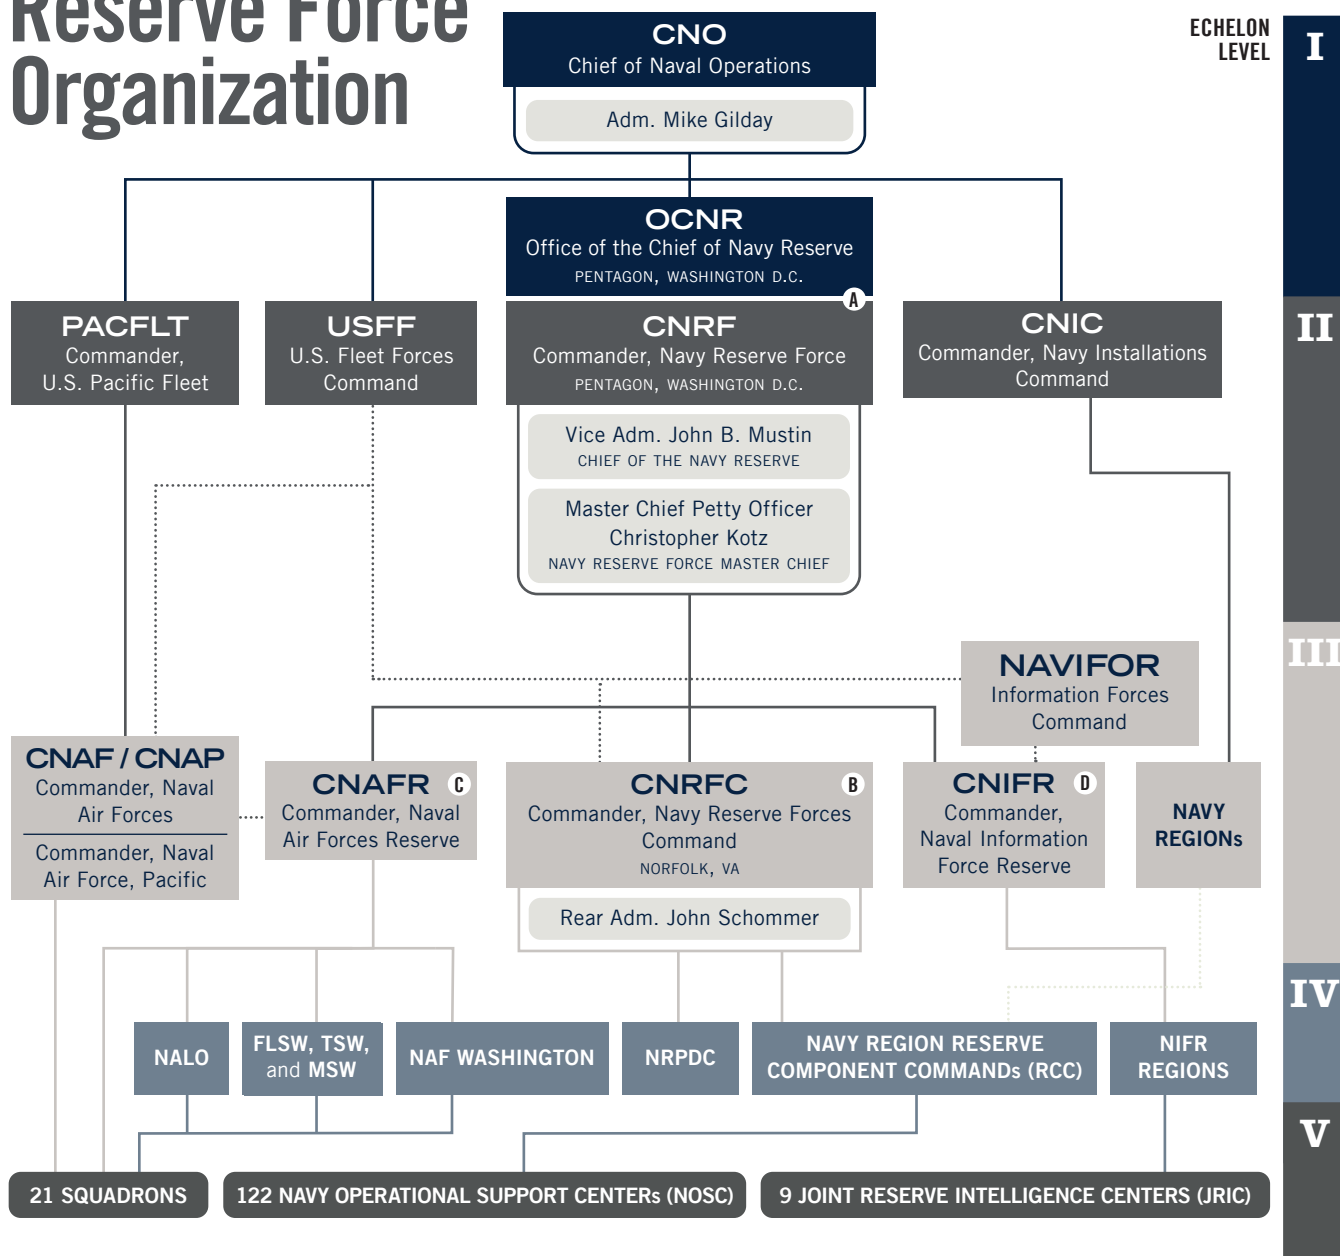 Reserve Force
Organization
ECHELON
LEVEL
I
CNO
Chief of Naval Operations
Adm. Mike Gilday
OCNR
Office of the Chief of Navy Reserve
PENTAGON, WASHINGTON D.C.
A
II
PACFLT
Commander,
U.S. Pacific Fleet
USFF
U.S. Fleet Forces
Command
CNRF
Commander, Navy Reserve Force
PENTAGON, WASHINGTON D.C.
CNIC
Commander, Navy Installations
Command
Vice Adm. John B. Mustin
CHIEF OF THE NAVY RESERVE
Master Chief Petty Officer
Christopher Kotz
NAVY RESERVE FORCE MASTER CHIEF
III
NAVIFOR
Information Forces
Command
CNAF / CNAP
Commander, Naval
Air Forces
Commander, Naval
Air Force, Pacific
CNAFR C
Commander, Naval
Air Forces Reserve
CNRFC B
Commander, Navy Reserve Forces
Command
NORFOLK, VA
Rear Adm. John Schommer
CNIFR D
Commander,
Naval Information
Force Reserve
NAVY
REGIONs
IV
NALO
FLSW, TSW,
and MSW
NAF WASHINGTON
NRPDC
NAVY REGION RESERVE
COMPONENT COMMANDs (RCC)
NIFR
REGIONS
V
21 SQUADRONS
122 NAVY OPERATIONAL SUPPORT CENTERs (NOSC)
9 JOINT RESERVE INTELLIGENCE CENTERS (JRIC)